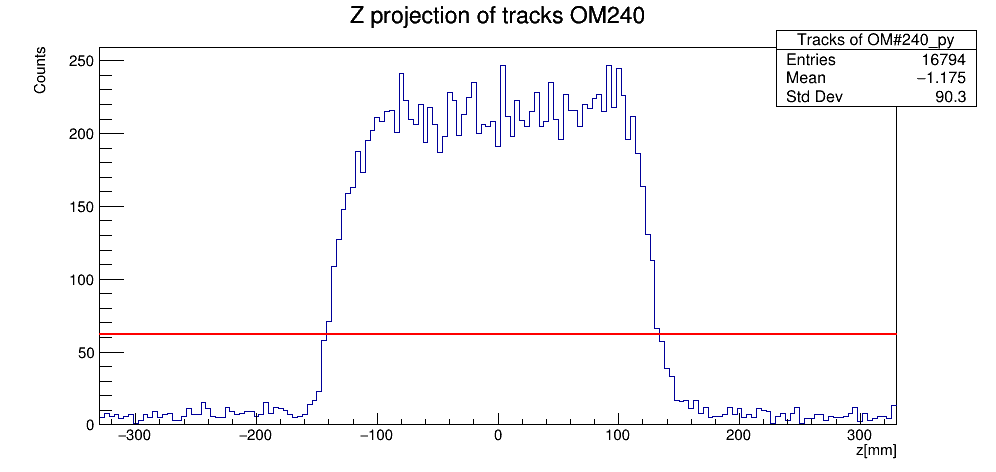 Z projection of tracks OM240
Tracks of OM#240_py
Entries 16794
Mean −1.175
Std Dev 90.3
Counts
250
200
150
100
50
0
−300 −200 −100 0 100 200 300
z[mm]